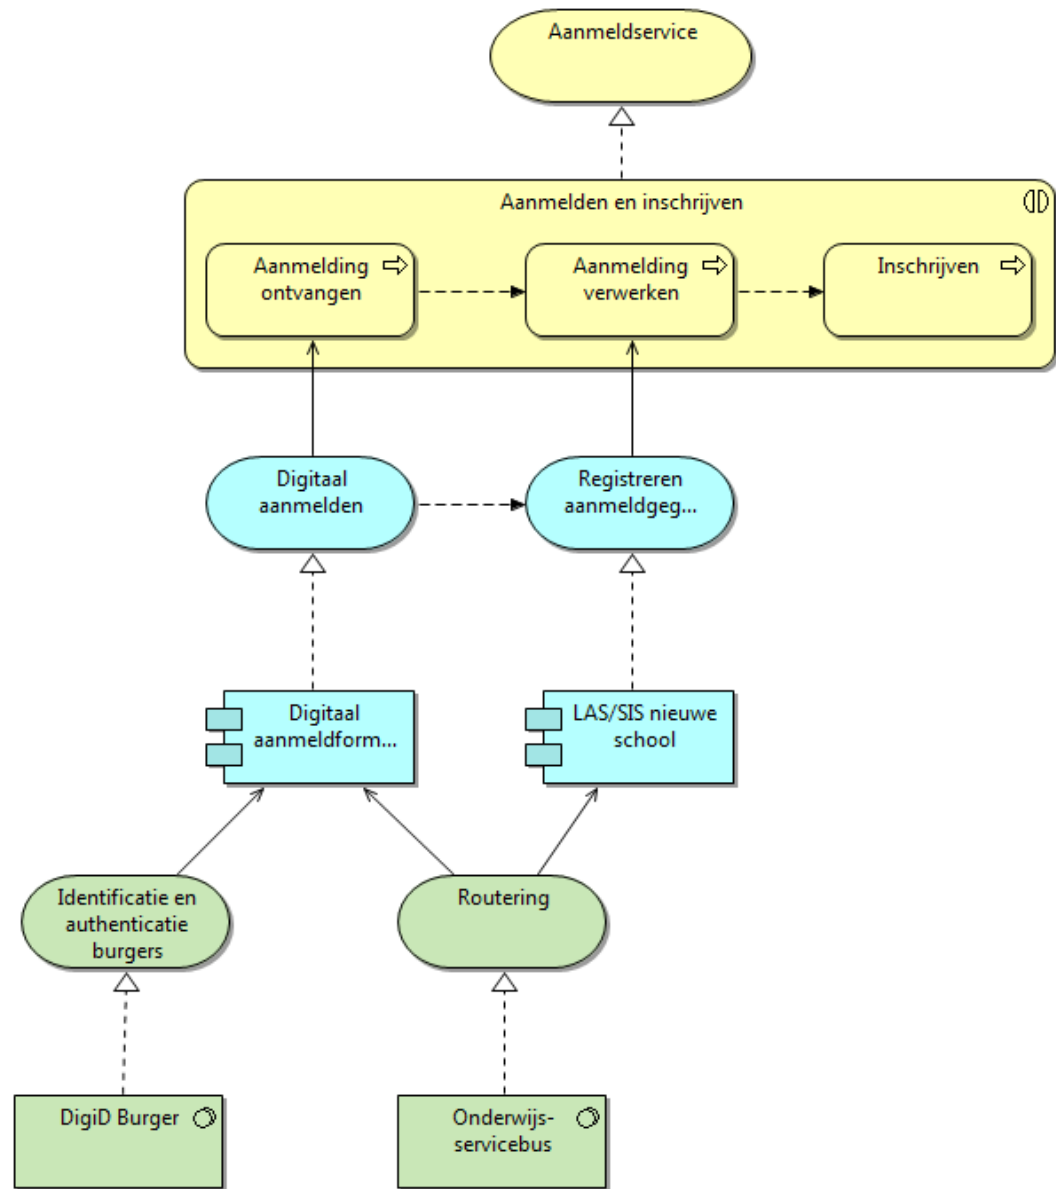 Aanmeldservice
Aanmelden en inschrijven
Aanmelding
ontvangen
Aanmelding
verwerken
Inschrijven
Digitaal
aanmelden
Registreren
aanmeldgeg...
Digitaal
aanmeldform...
LAS/SIS nieuwe
school
Identificatie en
authenticatie
burgers
Routering
DigiD Burger
Onderwijs-
servicebus